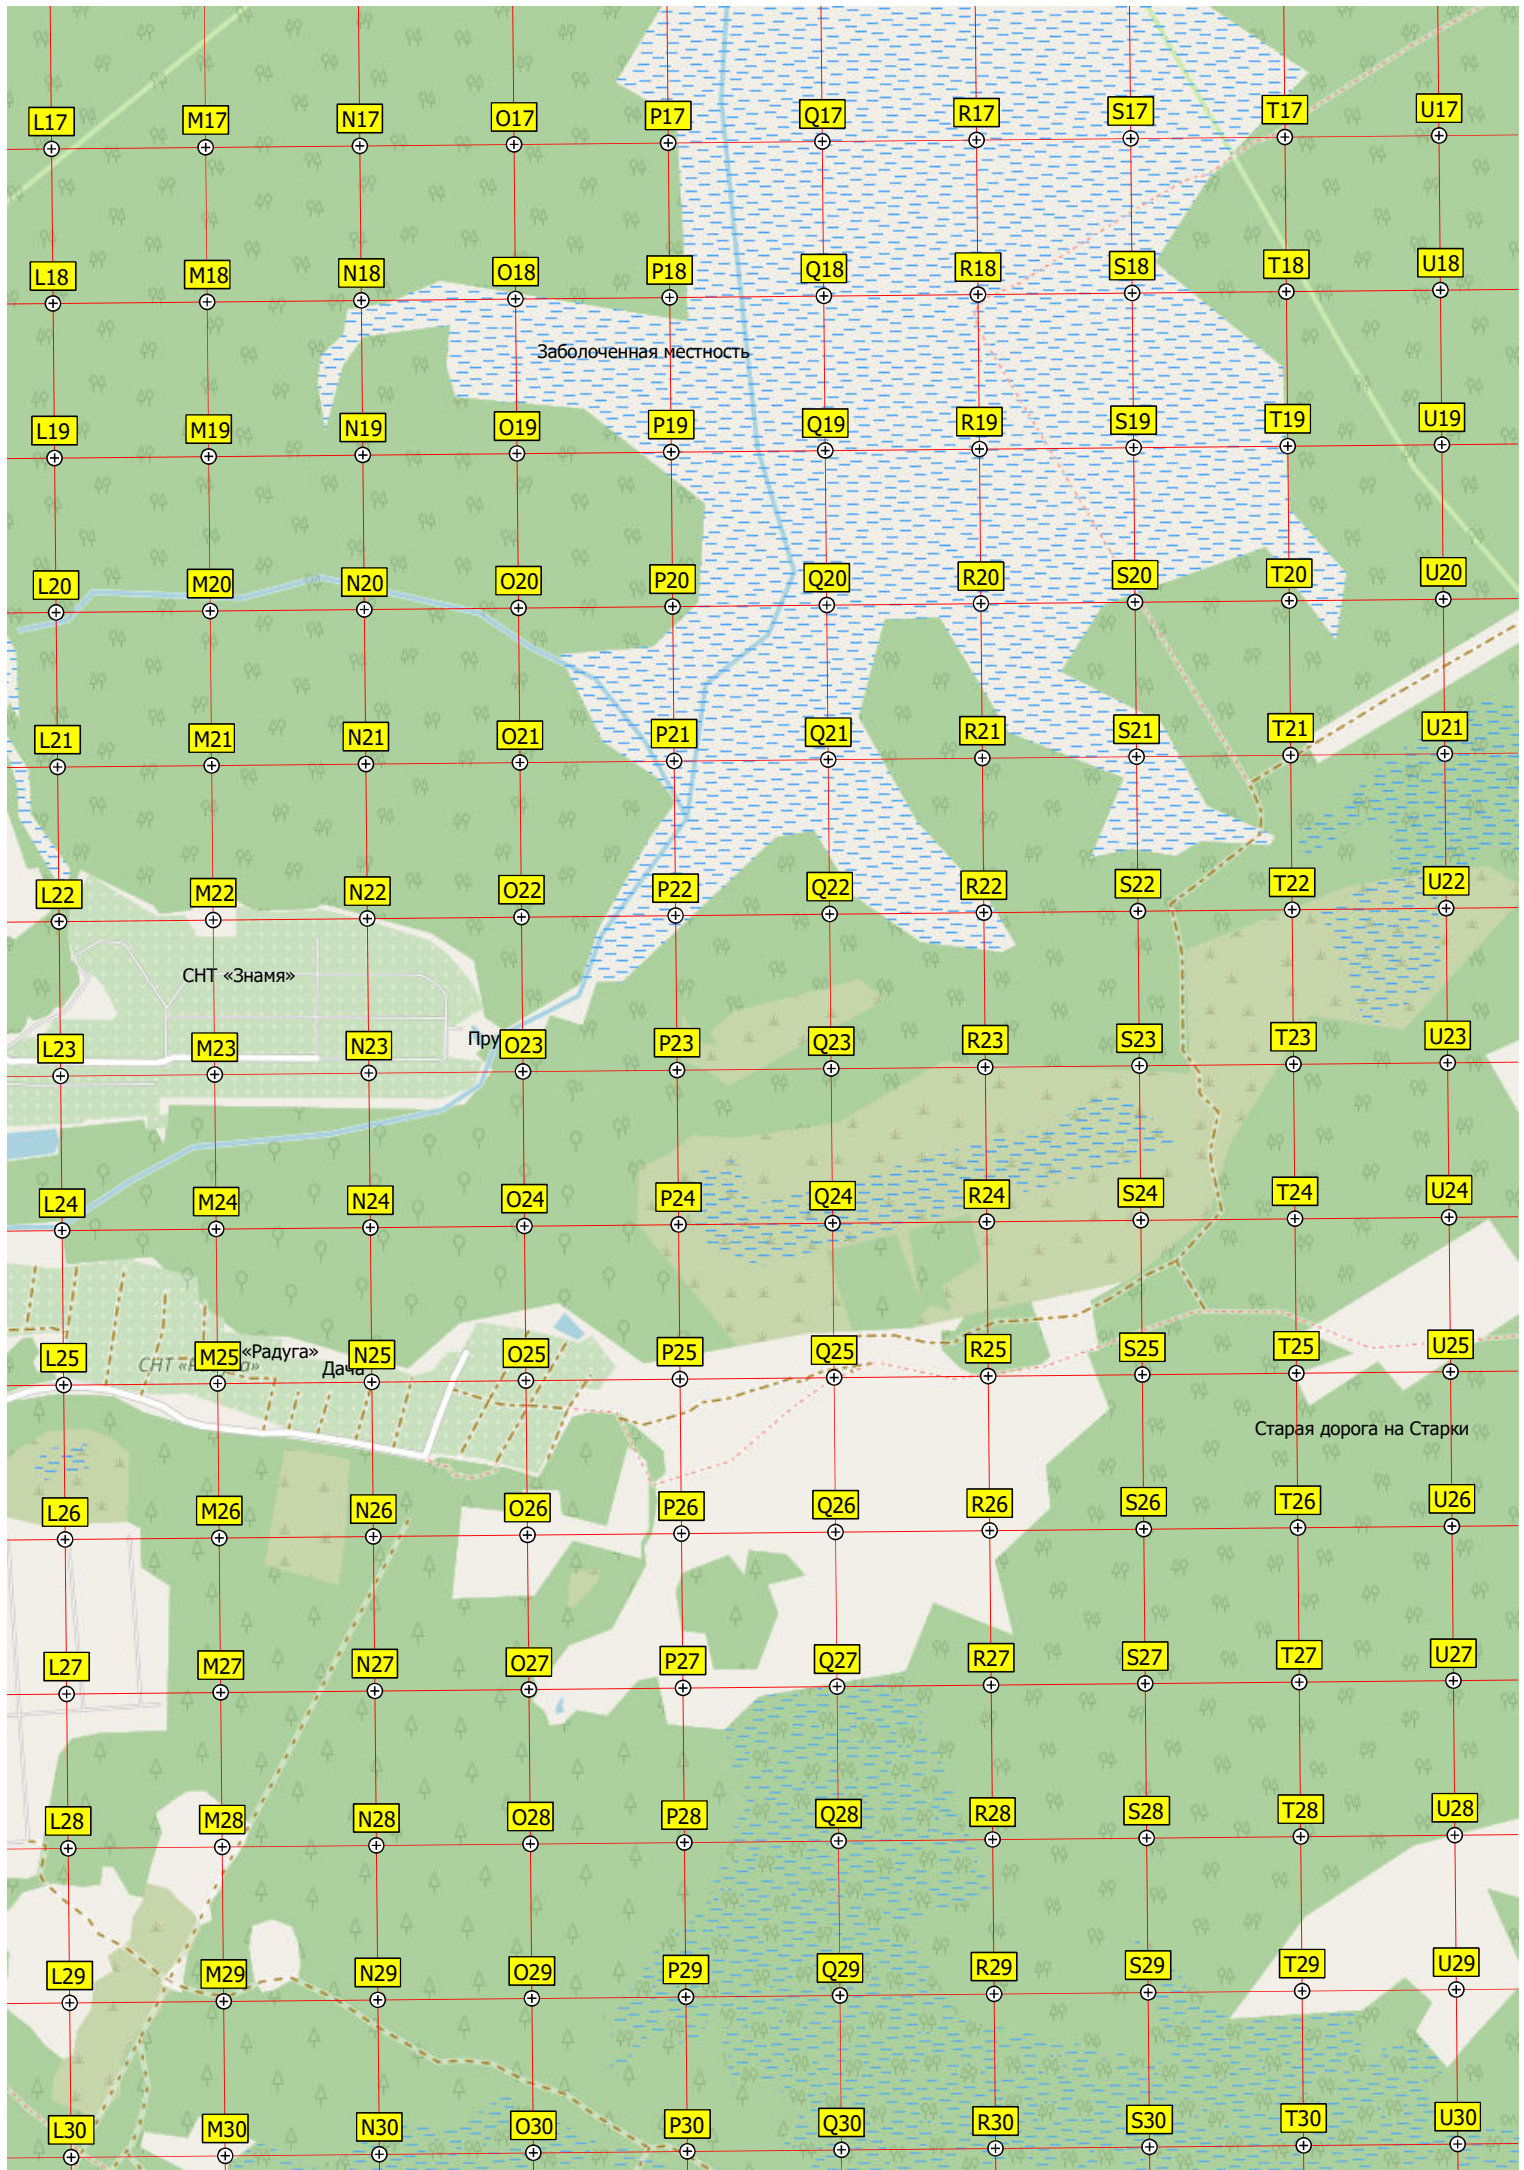 L17 M17 N17 O17 P17 Q17 R17 S17 T17 U17
L18 M18 N18 O18 P18 Q18 R18 S18 T18 U18
Заболоченная местность
L19 M19 N19 O19 P19 Q19 R19 S19 T19 U19
L20 M20 N20 O20 P20 Q20 R20 S20 T20 U20
L21 M21 N21 O21 P21 Q21 R21 S21 T21 U21
L22 M22 N22 O22 P22 Q22 R22 S22 T22 U22
СНТ «Знамя»
Пру
L23 M23 N23 O23 P23 Q23 R23 S23 T23 U23
L24 M24 N24 O24 P24 Q24 R24 S24 T24 U24
«Радуга»
L25 СНТ M25 Дача N25 O25 P25 Q25 R25 S25 T25 U25
Старая дорога на Старки
L26 M26 N26 O26 P26 Q26 R26 S26 T26 U26
L27 M27 N27 O27 P27 Q27 R27 S27 T27 U27
L28 M28 N28 O28 P28 Q28 R28 S28 T28 U28
L29 M29 N29 O29 P29 Q29 R29 S29 T29 U29
L30 M30 N30 O30 P30 Q30 R30 S30 T30 U30